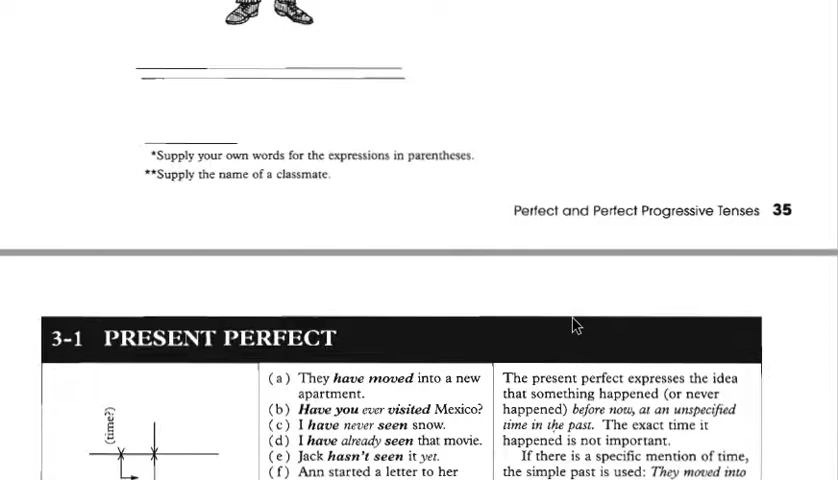 *Supply your own words for the expressions in parentheses.
**Supply the name of a classmate.
Perfect and Perfect Progressive Tenses 35
3-1 PRESENT PERFECT
(time?)
(a) They have moved into a new
apartment.
(b) Have you ever visited Mexico?
(c) I have never seen snow.
(d) I have already seen that movie.
(e) Jack hasn't seen it yet.
(f) Ann started a letter to her
The present perfect expresses the idea
that something happened (or never
happened) before now, at an unspecified
time in the past. The exact time it
happened is not important.
If there is a specific mention of time,
the simple past is used: They moved into